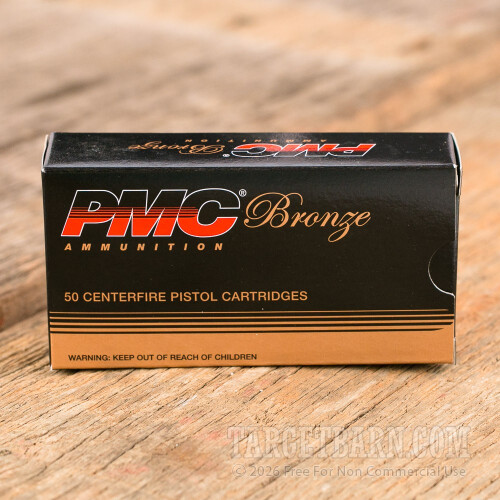 PMC Bronze
AMMUNITION
PMC® Bronze
AMMUNITION
50 CENTERFIRE PISTOL CARTRIDGES
WARNING: KEEP OUT OF REACH OF CHILDREN
TARGETBARN.COM
© 2026 Free For Non Commercial Use